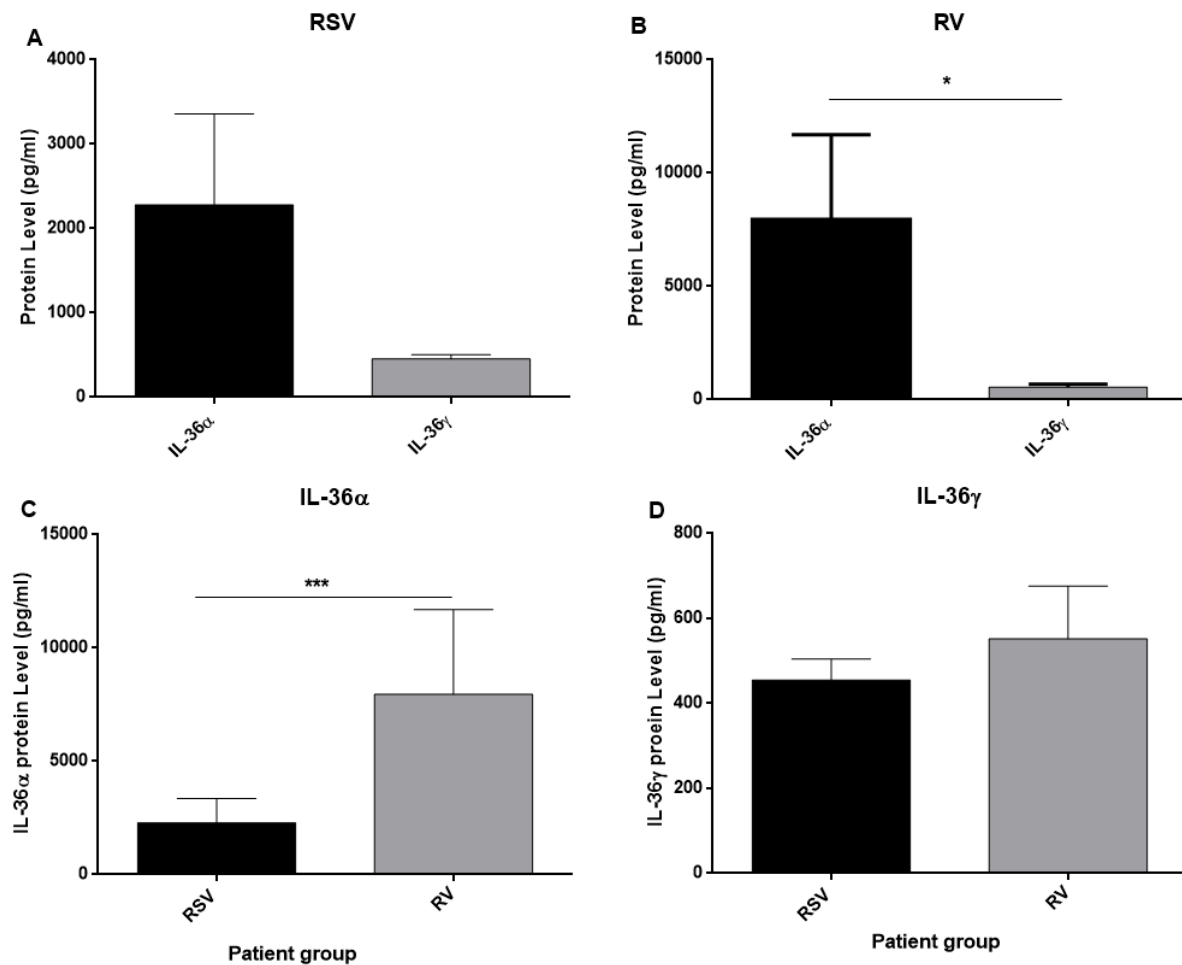 A
RSV
4000
3000
2000
1000
0
Protein Level (pg/ml)
IL-36α
IL-36γ
B
RV
15000
10000
5000
0
Protein Level (pg/ml)
*
IL-36α
IL-36γ
C
IL-36α
15000
10000
5000
0
IL-36α protein Level (pg/ml)
***
RSV
RV
Patient group
D
IL-36γ
800
600
400
200
0
IL-36γ proein Level (pg/ml)
RSV
RV
Patient group